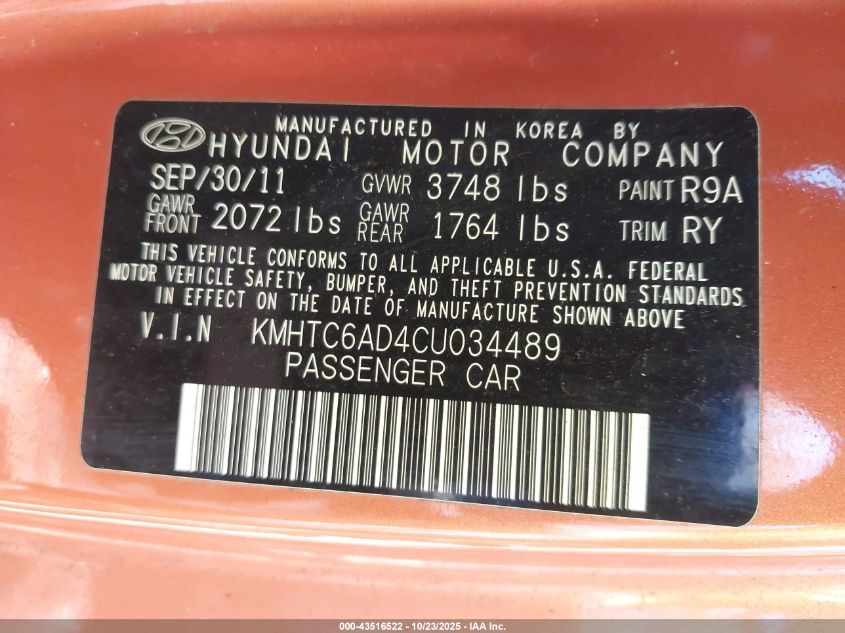 MANUFACTURED IN KOREA BY
HYUNDAI MOTOR COMPANY
SEP/30/11 GVWR 3748 lbs PAINT R9A
GAWR FRONT 2072 lbs GAWR REAR 1764 lbs TRIM RY
THIS VEHICLE CONFORMS TO ALL APPLICABLE U.S.A. FEDERAL
MOTOR VEHICLE SAFETY, BUMPER, AND THEFT PREVENTION STANDARDS
IN EFFECT ON THE DATE OF MANUFACTURE SHOWN ABOVE
V.I.N KMHTC6AD4CU034489
PASSENGER CAR
000-43516522 - 10/23/2025 - IAA Inc.